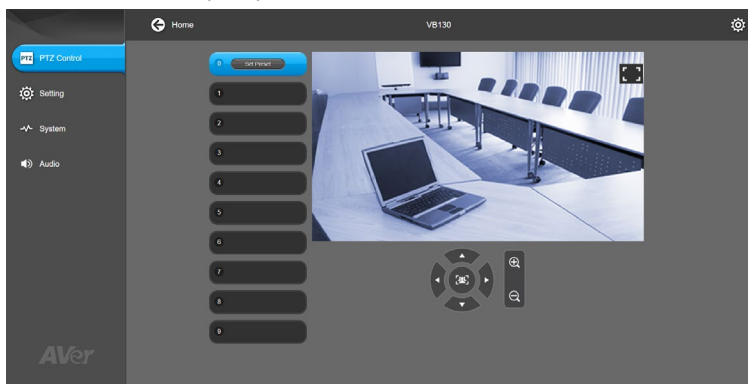 Home
VB130
PTZ PTZ Control
Setting
System
Audio
0 Set Preset
1
2
3
4
5
6
7
8
9
AVer